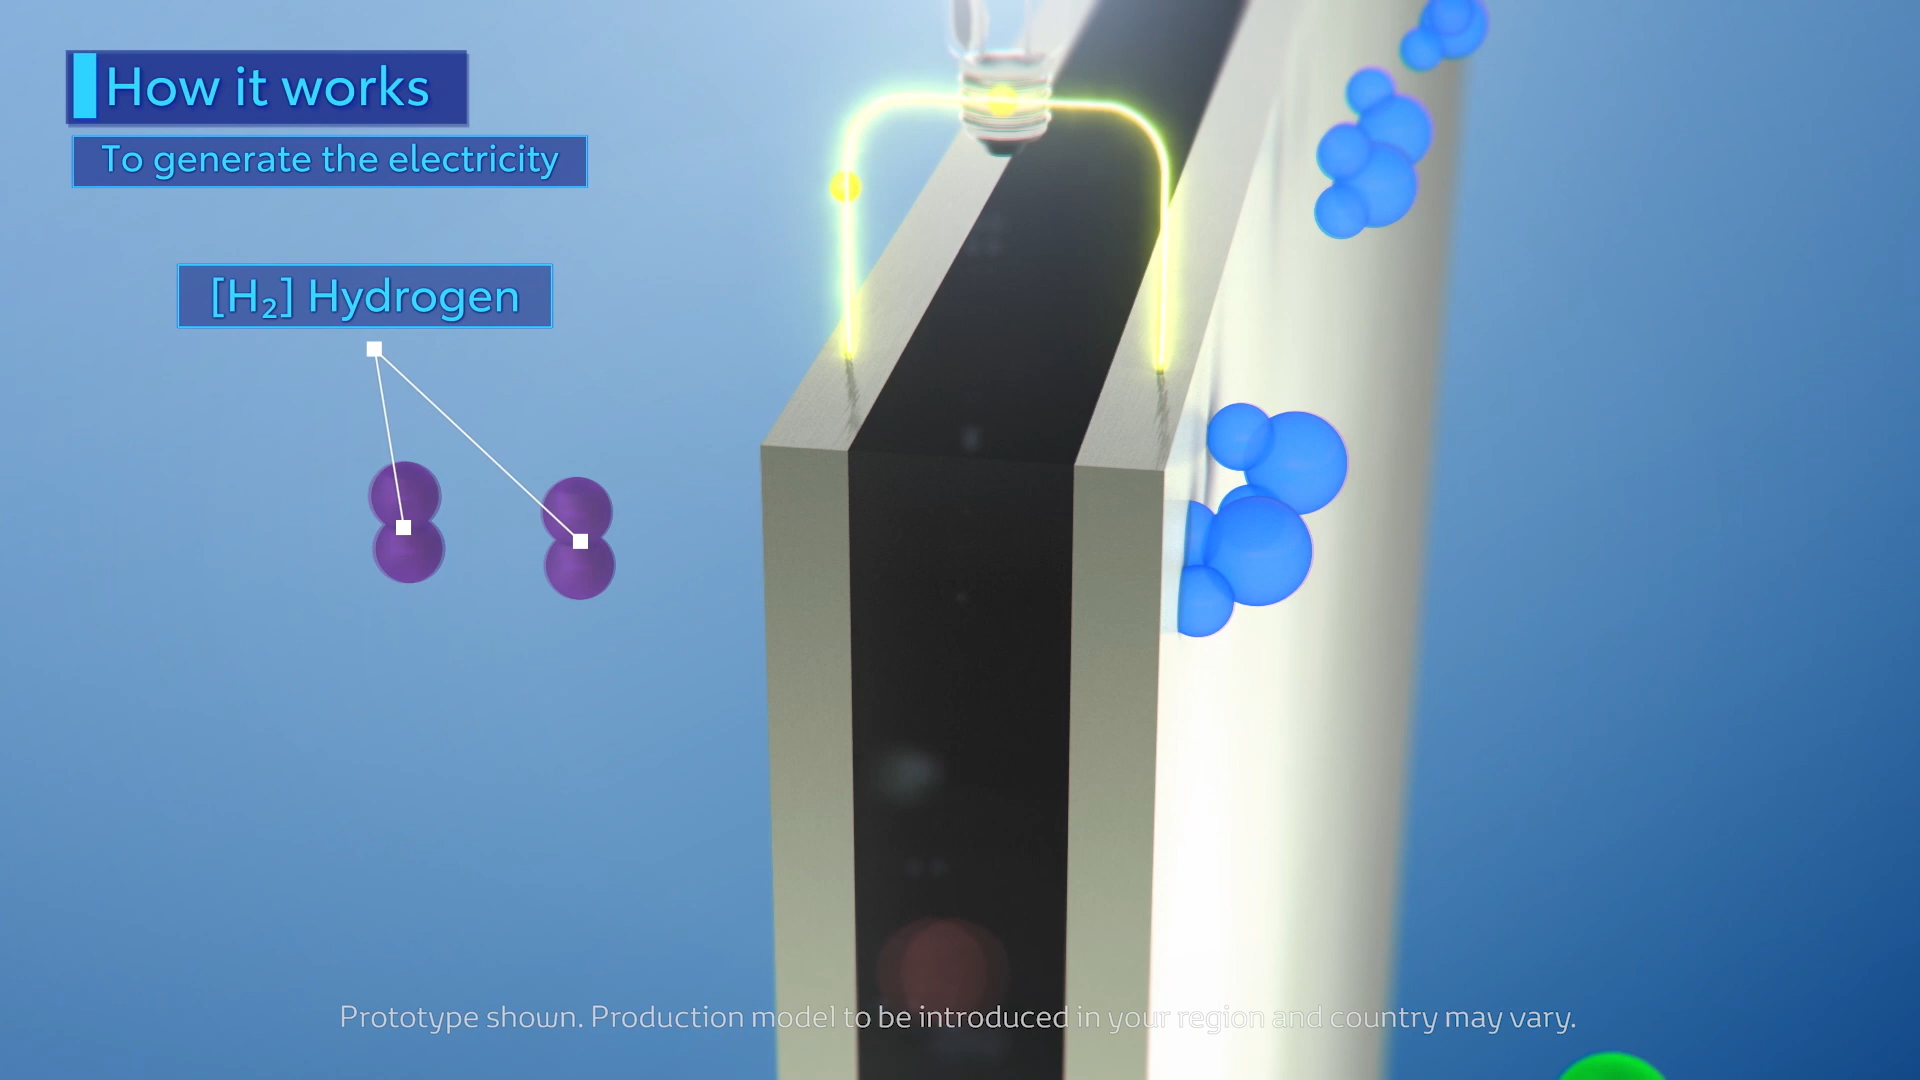 How it works
To generate the electricity
[H₂] Hydrogen
Prototype shown. Production model to be introduced in your region and country may vary.